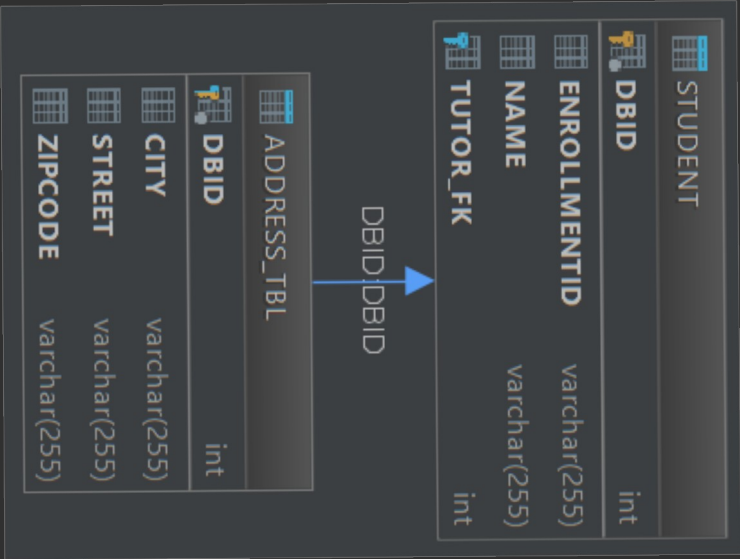 STUDENT
DBID int
ENROLLMENTID varchar(255)
NAME varchar(255)
TUTOR_FK int
DBID:DBID
ADDRESS_TBL
DBID int
CITY varchar(255)
STREET varchar(255)
ZIPCODE varchar(255)